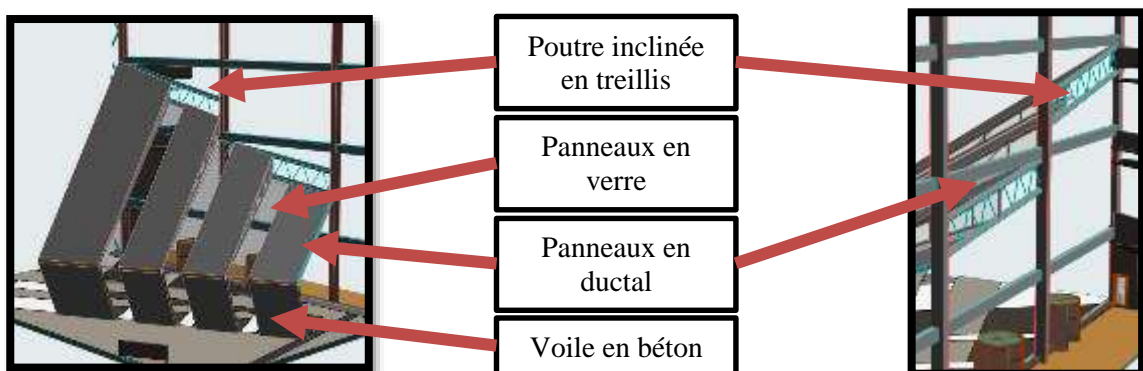 Poutre inclinée
en treillis
Panneaux en
verre
Panneaux en
ductal
Voile en béton